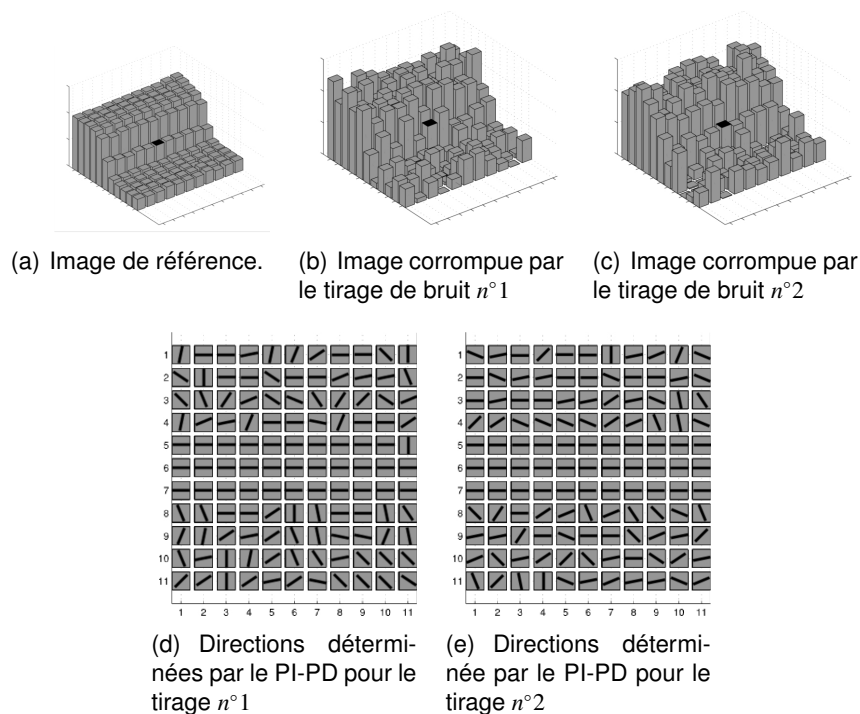 (a) Image de référence.
(b) Image corrompue par
le tirage de bruit n°1
(c) Image corrompue par
le tirage de bruit n°2
1
2
3
4
5
6
7
8
9
10
11
1 2 3 4 5 6 7 8 9 10 11
1
2
3
4
5
6
7
8
9
10
11
1 2 3 4 5 6 7 8 9 10 11
(d) Directions détermi-
nées par le PI-PD pour le
tirage n°1
(e) Directions déter-
minée par le PI-PD pour le
tirage n°2